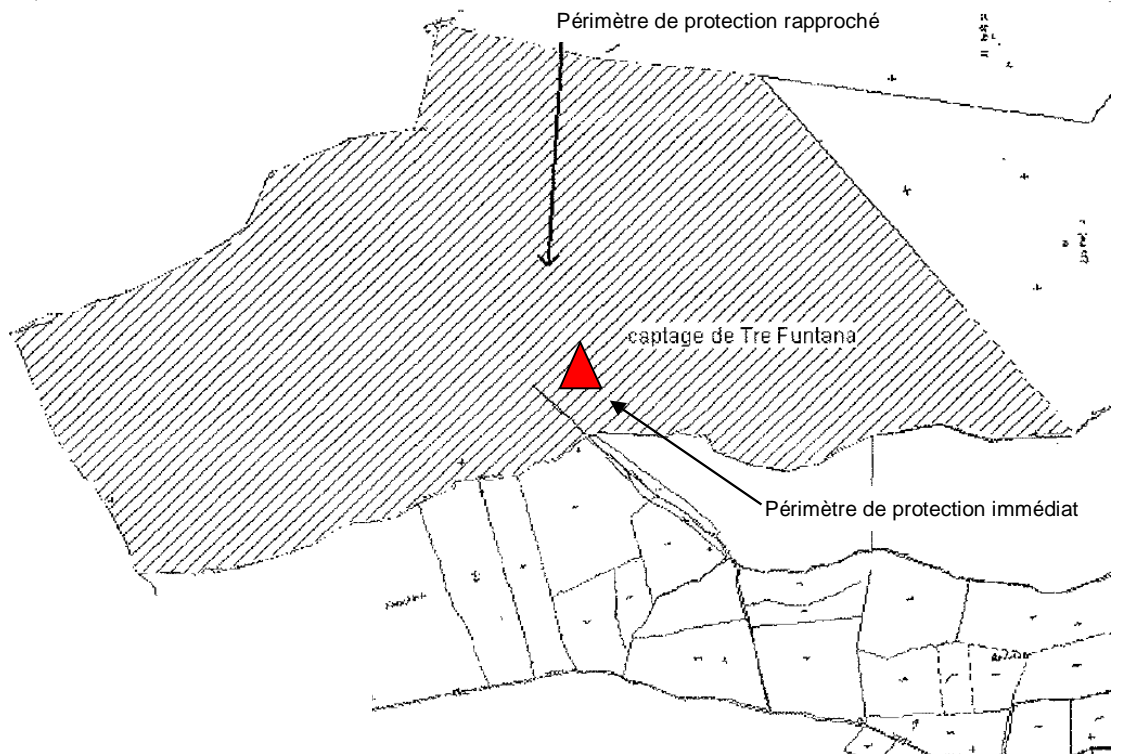 Périmètre de protection rapproché
captage de Tre Funtana
Périmètre de protection immédiat